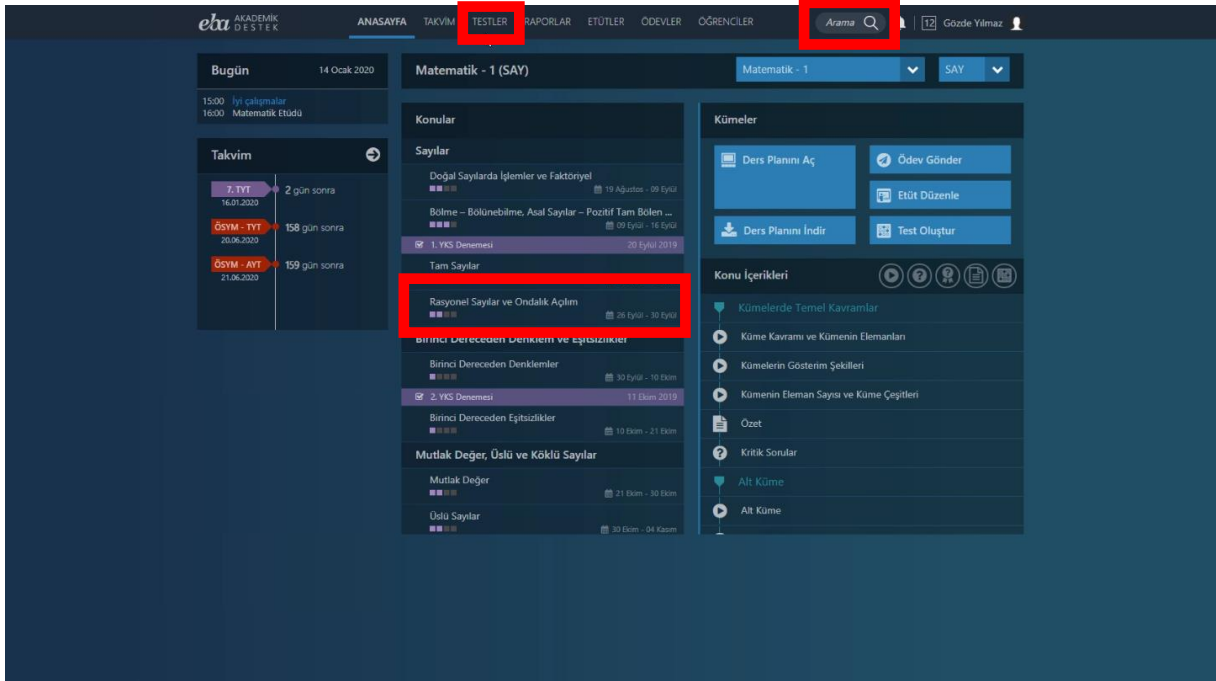 eba AKADEMİK DESTEK
ANASAYFA TAKVİM TESTLER RAPORLAR ETÜTLER ÖDEVLER ÖĞRENCİLER
Arama
12 Gözde Yılmaz
Bugün 14 Ocak 2020
15:00 İyi çalışmalar
16:00 Matematik Etüdü
Takvim
7. TYT 2 gün sonra
16.01.2020
ÖSYM - TYT 158 gün sonra
20.06.2020
ÖSYM - AYT 159 gün sonra
21.06.2020
Matematik - 1 (SAY)
Matematik - 1
SAY
Konular
Sayılar
Doğal Sayılarda İşlemler ve Faktöriyel
19 Ağustos - 09 Eylül
Bölme – Bölünebilme, Asal Sayılar – Pozitif Tam Bölen ...
09 Eylül - 16 Eylül
1. YKS Denemesi 20 Eylül 2019
Tam Sayılar
Rasyonel Sayılar ve Ondalık Açılım
26 Eylül - 30 Eylül
Birinci Dereceden Denklem ve Eşitsizlikler
Birinci Dereceden Denklemler
30 Eylül - 10 Ekim
2. YKS Denemesi 11 Ekim 2019
Birinci Dereceden Eşitsizlikler
10 Ekim - 21 Ekim
Mutlak Değer, Üslü ve Köklü Sayılar
Mutlak Değer
21 Ekim - 30 Ekim
Üslü Sayılar
30 Ekim - 04 Kasım
Kümeler
Ders Planını Aç
Ödev Gönder
Etüt Düzenle
Ders Planını İndir
Test Oluştur
Konu İçerikleri
Kümelerde Temel Kavramlar
Küme Kavramı ve Kümenin Elemanları
Kümelerin Gösterim Şekilleri
Kümenin Eleman Sayısı ve Küme Çeşitleri
Özet
Kritik Sorular
Alt Küme
Alt Küme